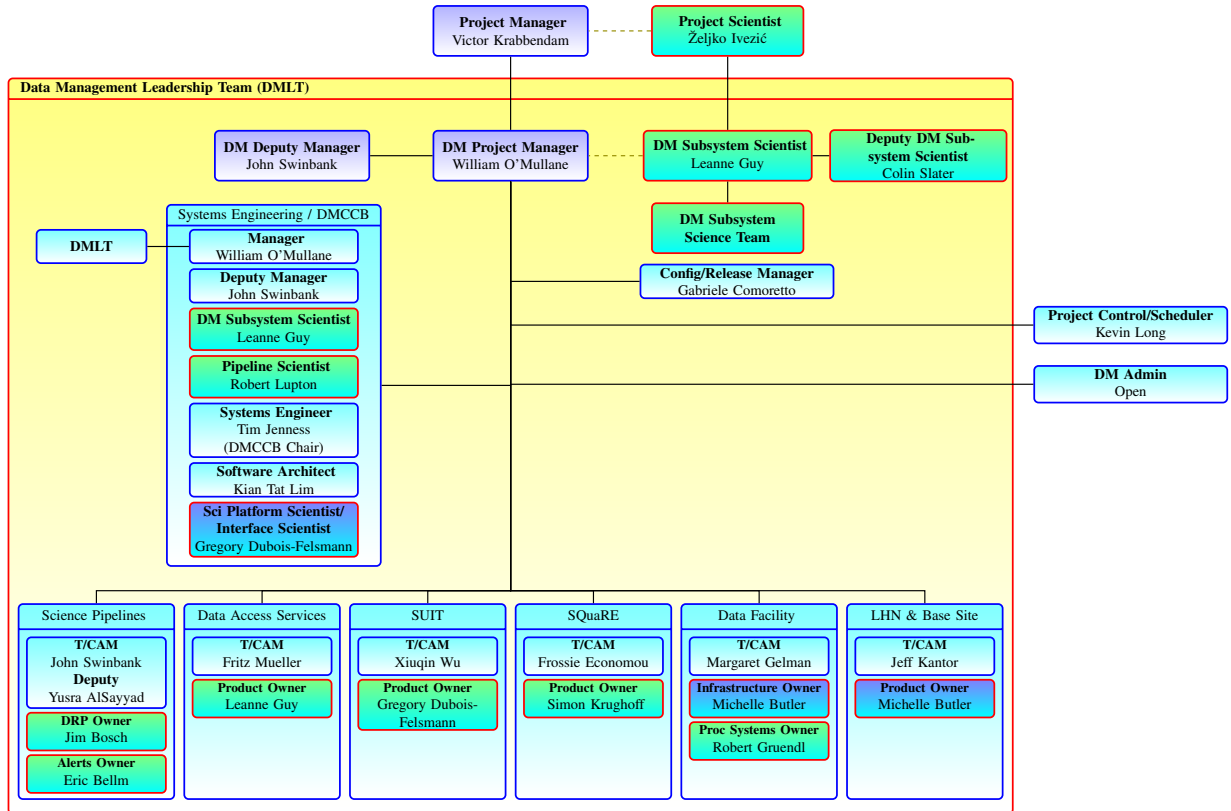 Project Manager
Victor Krabbendam
Project Scientist
Željko Ivezić
Data Management Leadership Team (DMLT)
DM Deputy Manager
John Swinbank
DM Project Manager
William O’Mullane
DM Subsystem Scientist
Leanne Guy
Deputy DM Sub-
system Scientist
Colin Slater
Systems Engineering / DMCCB
DMLT
Manager
William O’Mullane
Deputy Manager
John Swinbank
DM Subsystem Scientist
Leanne Guy
Pipeline Scientist
Robert Lupton
Systems Engineer
Tim Jenness
(DMCCB Chair)
Software Architect
Kian Tat Lim
Sci Platform Scientist/
Interface Scientist
Gregory Dubois-Felsmann
DM Subsystem
Science Team
Config/Release Manager
Gabriele Comoretto
Project Control/Scheduler
Kevin Long
DM Admin
Open
Science Pipelines
T/CAM
John Swinbank
Deputy
Yusra AlSayyad
DRP Owner
Jim Bosch
Alerts Owner
Eric Bellm
Data Access Services
T/CAM
Fritz Mueller
Product Owner
Leanne Guy
SUIT
T/CAM
Xiuqin Wu
Product Owner
Gregory Dubois-
Felsmann
SQuaRE
T/CAM
Frossie Economou
Product Owner
Simon Krughoff
Data Facility
T/CAM
Margaret Gelman
Infrastructure Owner
Michelle Butler
Proc Systems Owner
Robert Gruendl
LHN & Base Site
T/CAM
Jeff Kantor
Product Owner
Michelle Butler